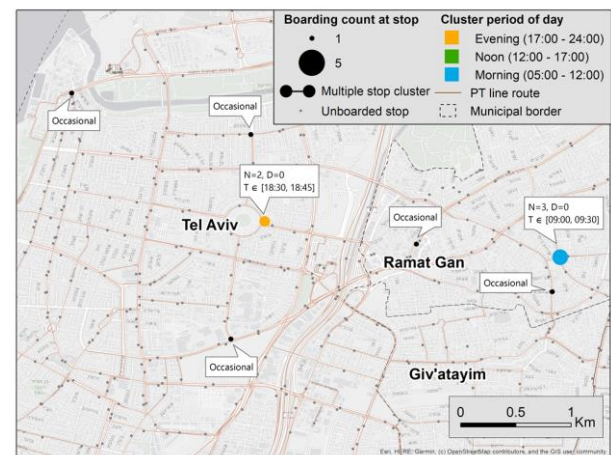 Boarding count at stop
1
5
Multiple stop cluster
Unboarded stop
Cluster period of day
Evening (17:00 - 24:00)
Noon (12:00 - 17:00)
Morning (05:00 - 12:00)
PT line route
Municipal border
Occasional
Occasional
N=2, D=0
T ∈ [18:30, 18:45]
Tel Aviv
Occasional
Ramat Gan
N=3, D=0
T ∈ [09:00, 09:30]
Occasional
Occasional
Giv'atayim
0 0.5 1
Km
Esri, HERE, Garmin, (c) OpenStreetMap contributors, and the GIS user community